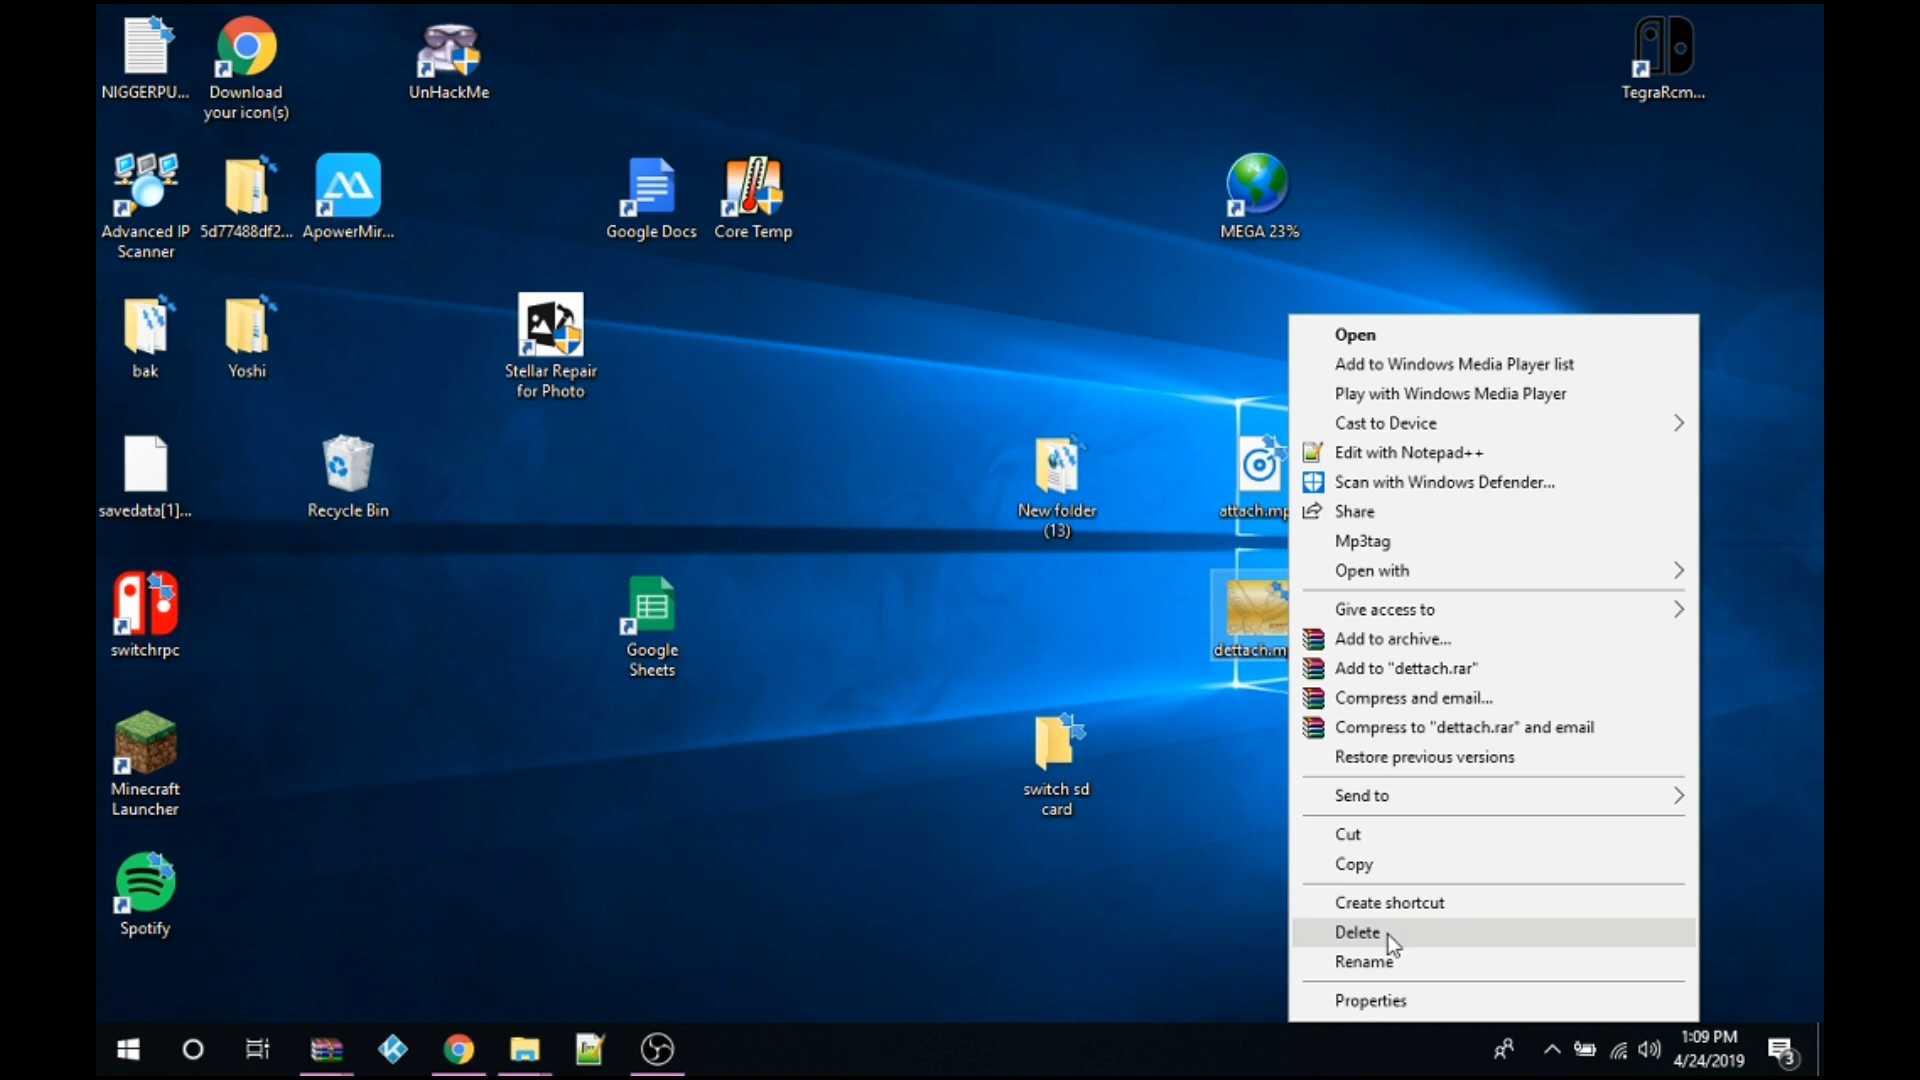 NIGGERPU...
Download
your icon(s)
UnHackMe
TegraRcm...
Advanced IP
Scanner
5d77488df2...
ApowerMir...
Google Docs
Core Temp
MEGA 23%
bak
Yoshi
Stellar Repair
for Photo
savedata[1]...
Recycle Bin
New folder
(13)
attach.mp
switchrpc
Google
Sheets
dettach.m
Minecraft
Launcher
switch sd
card
Spotify
Open
Add to Windows Media Player list
Play with Windows Media Player
Cast to Device
Edit with Notepad++
Scan with Windows Defender...
Share
Mp3tag
Open with
Give access to
Add to archive...
Add to "dettach.rar"
Compress and email...
Compress to "dettach.rar" and email
Restore previous versions
Send to
Cut
Copy
Create shortcut
Delete
Rename
Properties
1:09 PM
4/24/2019
3